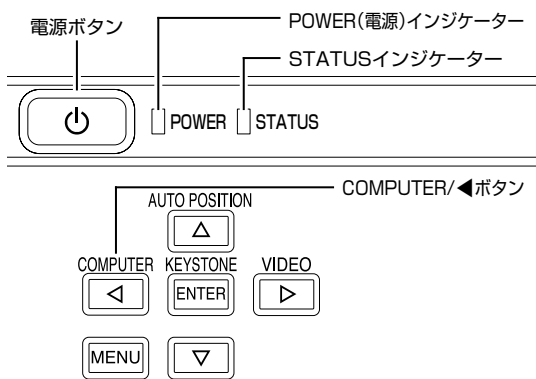 電源ボタン
POWER(電源)インジケーター
STATUSインジケーター
POWER STATUS
COMPUTER/◀ボタン
AUTO POSITION
COMPUTER KEYSTONE VIDEO
ENTER
MENU